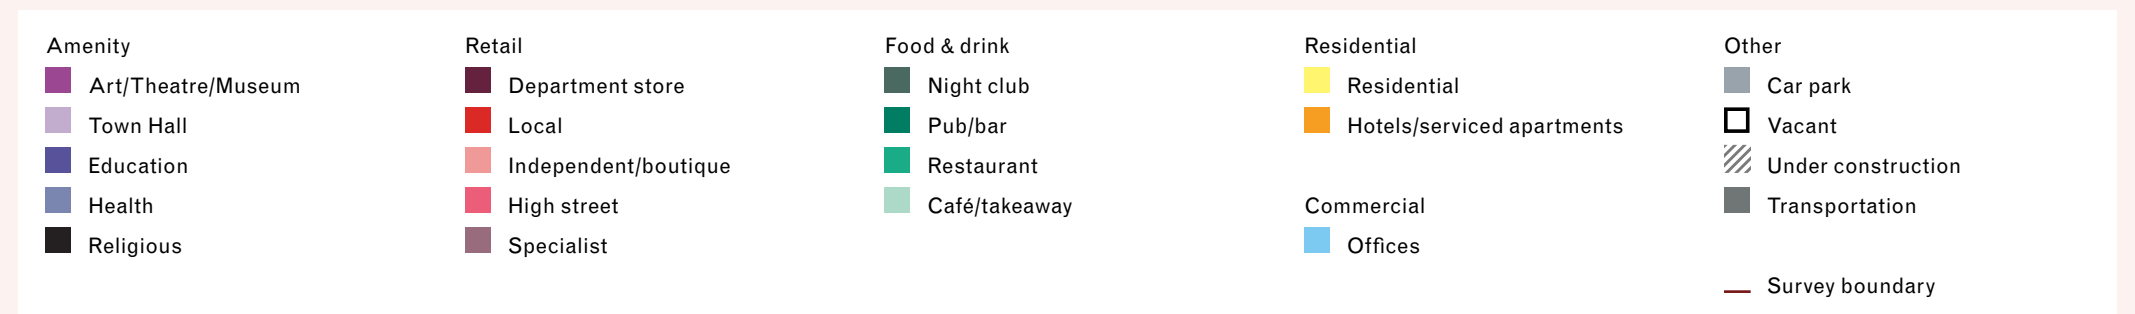 Amenity
Art/Theatre/Museum
Town Hall
Education
Health
Religious
Retail
Department store
Local
Independent/boutique
High street
Specialist
Food & drink
Night club
Pub/bar
Restaurant
Café/takeaway
Residential
Residential
Hotels/serviced apartments
Commercial
Offices
Other
Car park
Vacant
Under construction
Transportation
Survey boundary